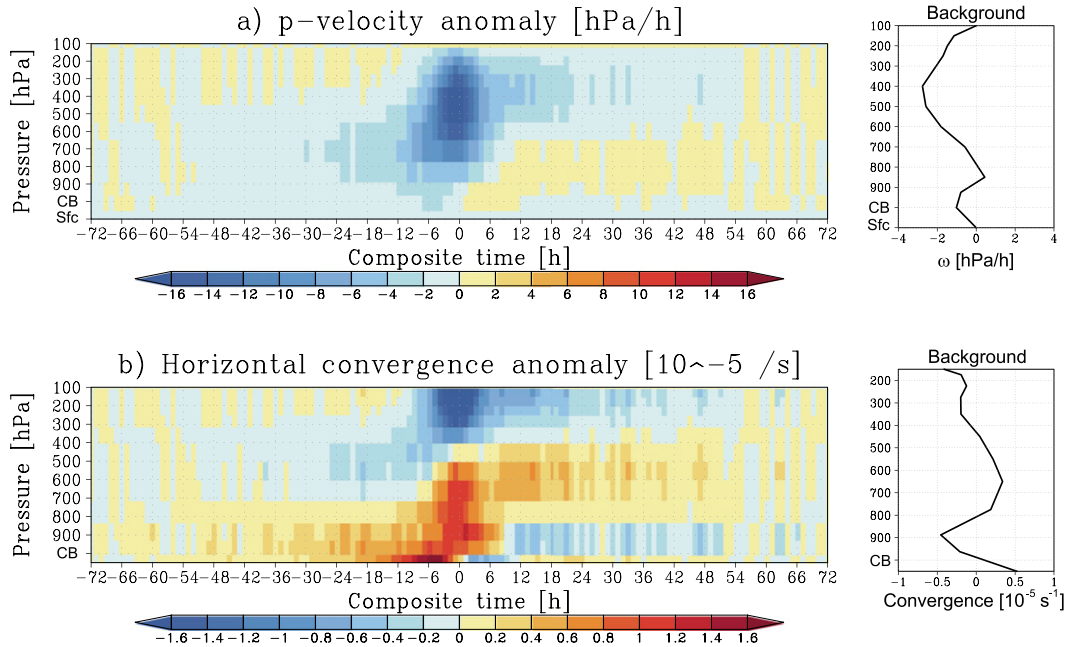 a) p-velocity anomaly [hPa/h]
Pressure [hPa]
100
200
300
400
500
600
700
800
900
CB
Sfc
-72-66-60-54-48-42-36-30-24-18-12 -6 0 6 12 18 24 30 36 42 48 54 60 66 72
Composite time [h]
-16 -14 -12 -10 -8 -6 -4 -2 0 2 4 6 8 10 12 14 16
Background
100
200
300
400
500
600
700
800
900
CB
Sfc
-4 -2 0 2 4
ω [hPa/h]
b) Horizontal convergence anomaly [10^-5 /s]
Pressure [hPa]
100
200
300
400
500
600
700
800
900
CB
-72-66-60-54-48-42-36-30-24-18-12 -6 0 6 12 18 24 30 36 42 48 54 60 66 72
Composite time [h]
-1.6 -1.4 -1.2 -1 -0.8 -0.6 -0.4 -0.2 0 0.2 0.4 0.6 0.8 1 1.2 1.4 1.6
Background
200
300
400
500
600
700
800
900
CB
-1 -0.5 0 0.5 1
Convergence [10⁻⁵ s⁻¹]